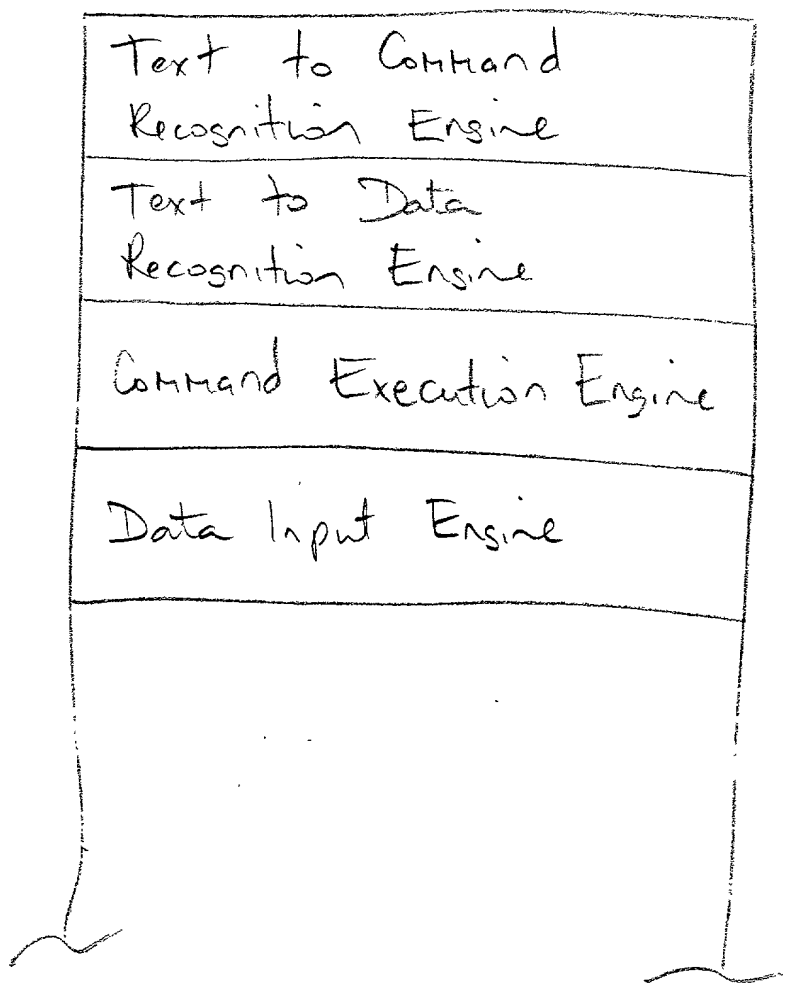 Text to Command
Recognition Engine
Text to Data
Recognition Engine
Command Execution Engine
Data Input Engine